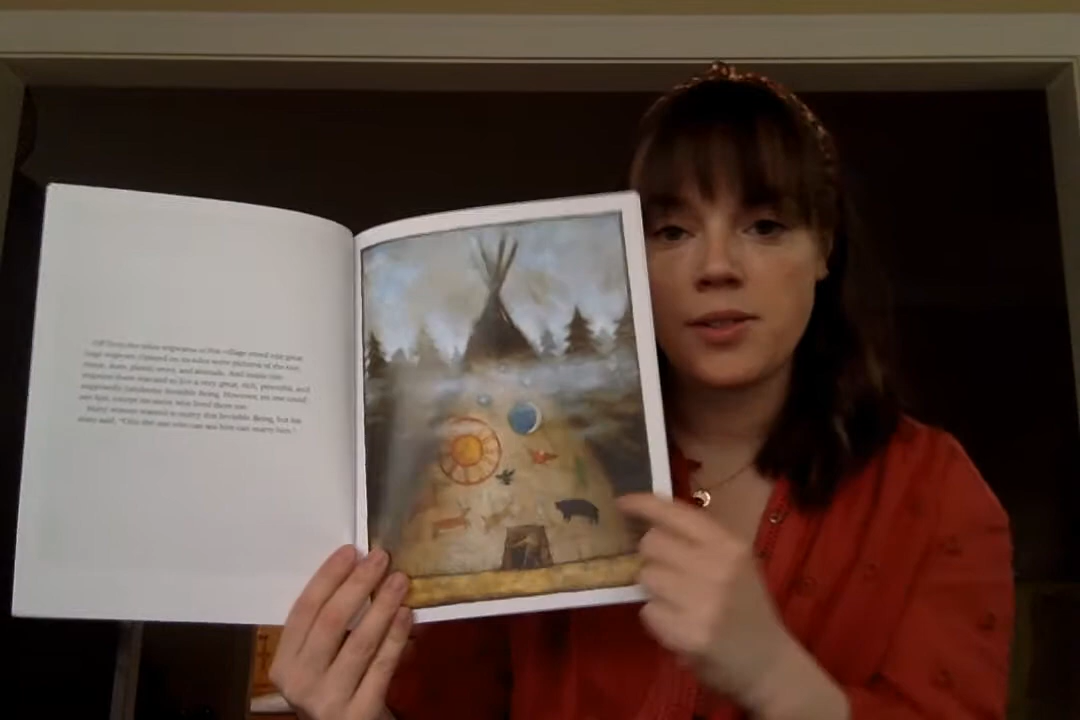 Off from the other wigwams of this village stood one great
huge wigwam. Painted on its sides were pictures of the sun,
moon, stars, plants, trees, and animals. And inside this
wigwam there was said to live a very great, rich, powerful, and
supposedly handsome Invisible Being. However, no one could
see him, except his sister, who lived there too.
Many women wanted to marry this Invisible Being, but his
sister said, "Only the one who can see him can marry him."